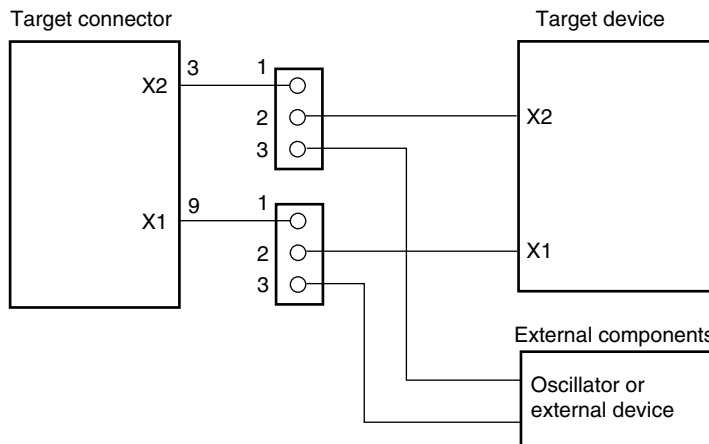 Target connector
Target device
3
1
X2
2
X2
3
9
1
X1
2
X1
3
External components
Oscillator or
external device